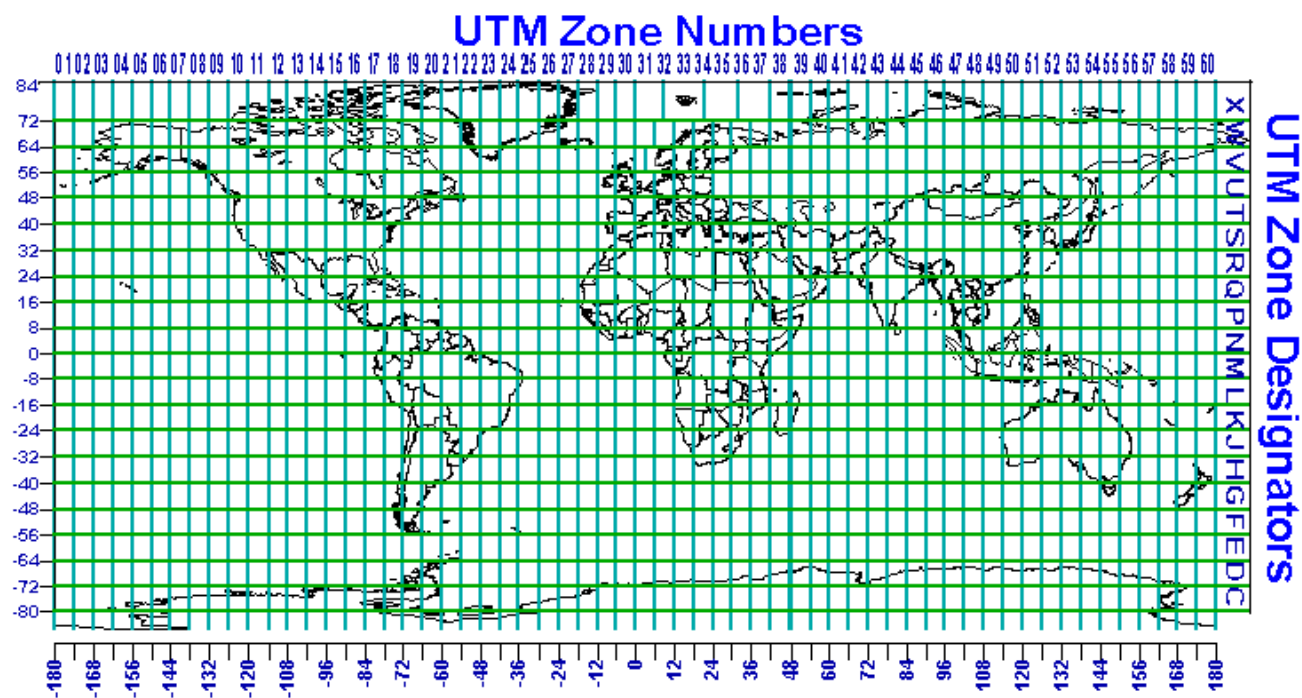 UTM Zone Numbers
01 02 03 04 05 06 07 08 09 10 11 12 13 14 15 16 17 18 19 20 21 22 23 24 25 26 27 28 29 30 31 32 33 34 35 36 37 38 39 40 41 42 43 44 45 46 47 48 49 50 51 52 53 54 55 56 57 58 59 60
84
72
64
56
48
40
32
24
16
8
0
-8
-16
-24
-32
-40
-48
-56
-64
-72
-80
X
W
V
U
T
S
R
Q
P
N
M
L
K
J
H
G
F
E
D
C
UTM Zone Designators
-180 -168 -156 -144 -132 -120 -108 -96 -84 -72 -60 -48 -36 -24 -12 0 12 24 36 48 60 72 84 96 108 120 132 144 156 168 180